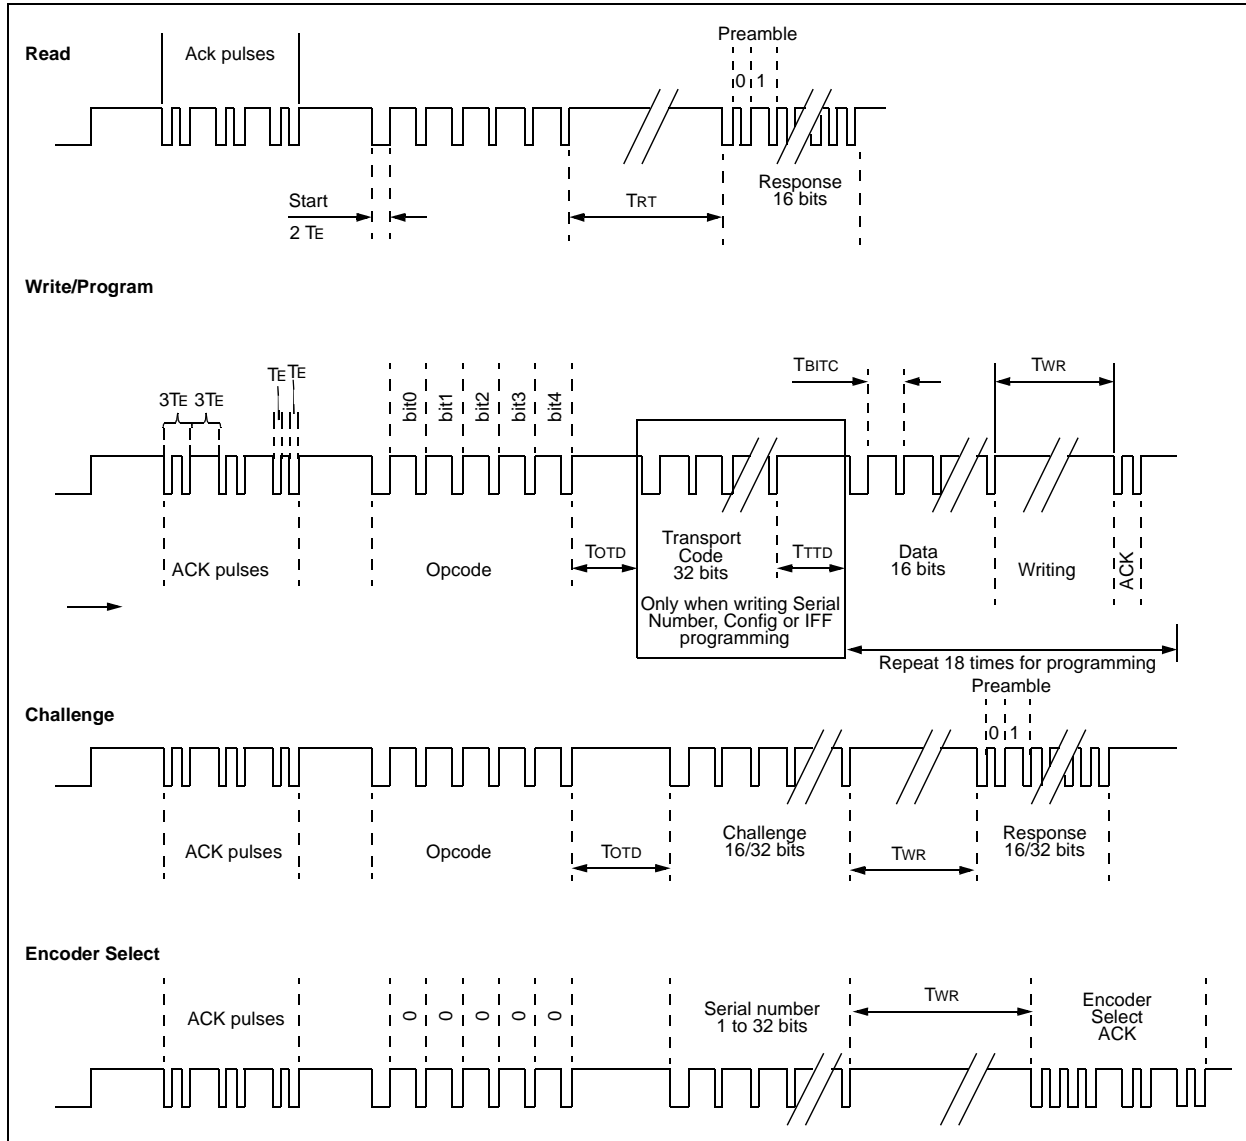 Read
Ack pulses
Preamble
0 1
Start
2 TE
TRT
Response
16 bits
Write/Program
3TE 3TE
TE TE
bit0 bit1 bit2 bit3 bit4
TBITC
TWR
ACK pulses
Opcode
TOTD
Transport
Code
32 bits
TTTD
Data
16 bits
Writing
ACK
Only when writing Serial
Number, Config or IFF
programming
Repeat 18 times for programming
Challenge
Preamble
0 1
ACK pulses
Opcode
TOTD
Challenge
16/32 bits
TWR
Response
16/32 bits
Encoder Select
ACK pulses
0 0 0 0 0
Serial number
1 to 32 bits
TWR
Encoder
Select
ACK